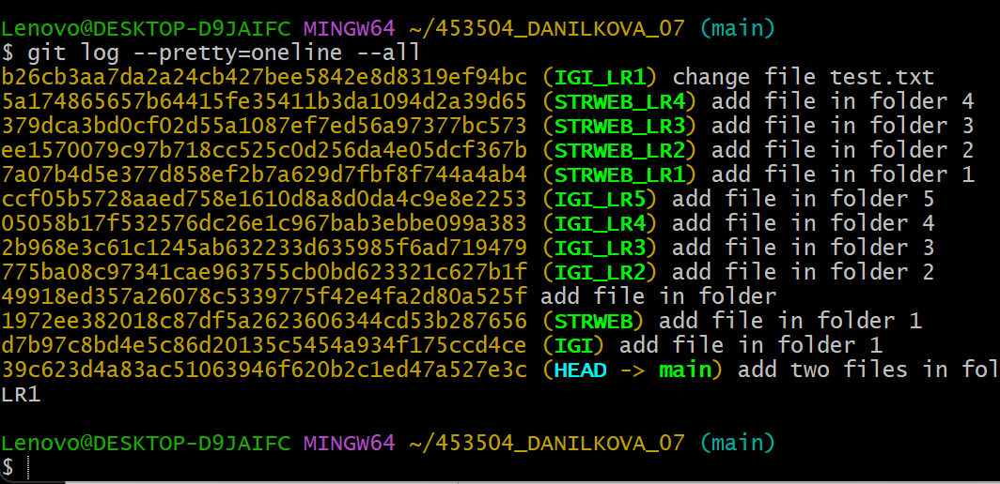 Lenovo@DESKTOP-D9JAIFC MINGW64 ~/453504_DANILKOVA_07 (main)
$ git log --pretty=oneline --all
b26cb3aa7da2a24cb427bee5842e8d8319ef94bc (IGI_LR1) change file test.txt
5a174865657b64415fe35411b3da1094d2a39d65 (STRWEB_LR4) add file in folder 4
379dca3bd0cf02d55a1087ef7ed56a97377bc573 (STRWEB_LR3) add file in folder 3
ee1570079c97b718cc525c0d256da4e05dcf367b (STRWEB_LR2) add file in folder 2
7a07b4d5e377d858ef2b7a629d7fbf8f744a4ab4 (STRWEB_LR1) add file in folder 1
ccf05b5728aaed758e1610d8a8d0da4c9e8e2253 (IGI_LR5) add file in folder 5
05058b17f532576dc26e1c967bab3ebbe099a383 (IGI_LR4) add file in folder 4
2b968e3c61c1245ab632233d635985f6ad719479 (IGI_LR3) add file in folder 3
775ba08c97341cae963755cb0bd623321c627b1f (IGI_LR2) add file in folder 2
49918ed357a26078c5339775f42e4fa2d80a525f add file in folder
1972ee382018c87df5a2623606344cd53b287656 (STRWEB) add file in folder 1
d7b97c8bd4e5c86d20135c5454a934f175ccd4ce (IGI) add file in folder 1
39c623d4a83ac51063946f620b2c1ed47a527e3c (HEAD -> main) add two files in fol
LR1
Lenovo@DESKTOP-D9JAIFC MINGW64 ~/453504_DANILKOVA_07 (main)
$